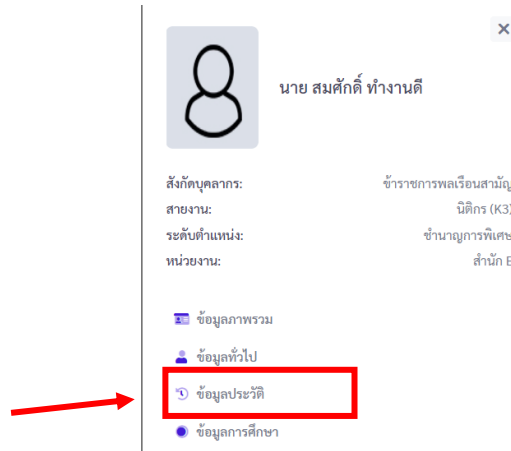 นาย สมศักดิ์ ทำงานดี
สังกัดบุคลากร: ข้าราชการพลเรือนสามัญ
สายงาน: นิติกร (K3)
ระดับตำแหน่ง: ชำนาญการพิเศษ
หน่วยงาน: สำนัก
ข้อมูลภาพรวม
ข้อมูลทั่วไป
ข้อมูลประวัติ
ข้อมูลการศึกษา